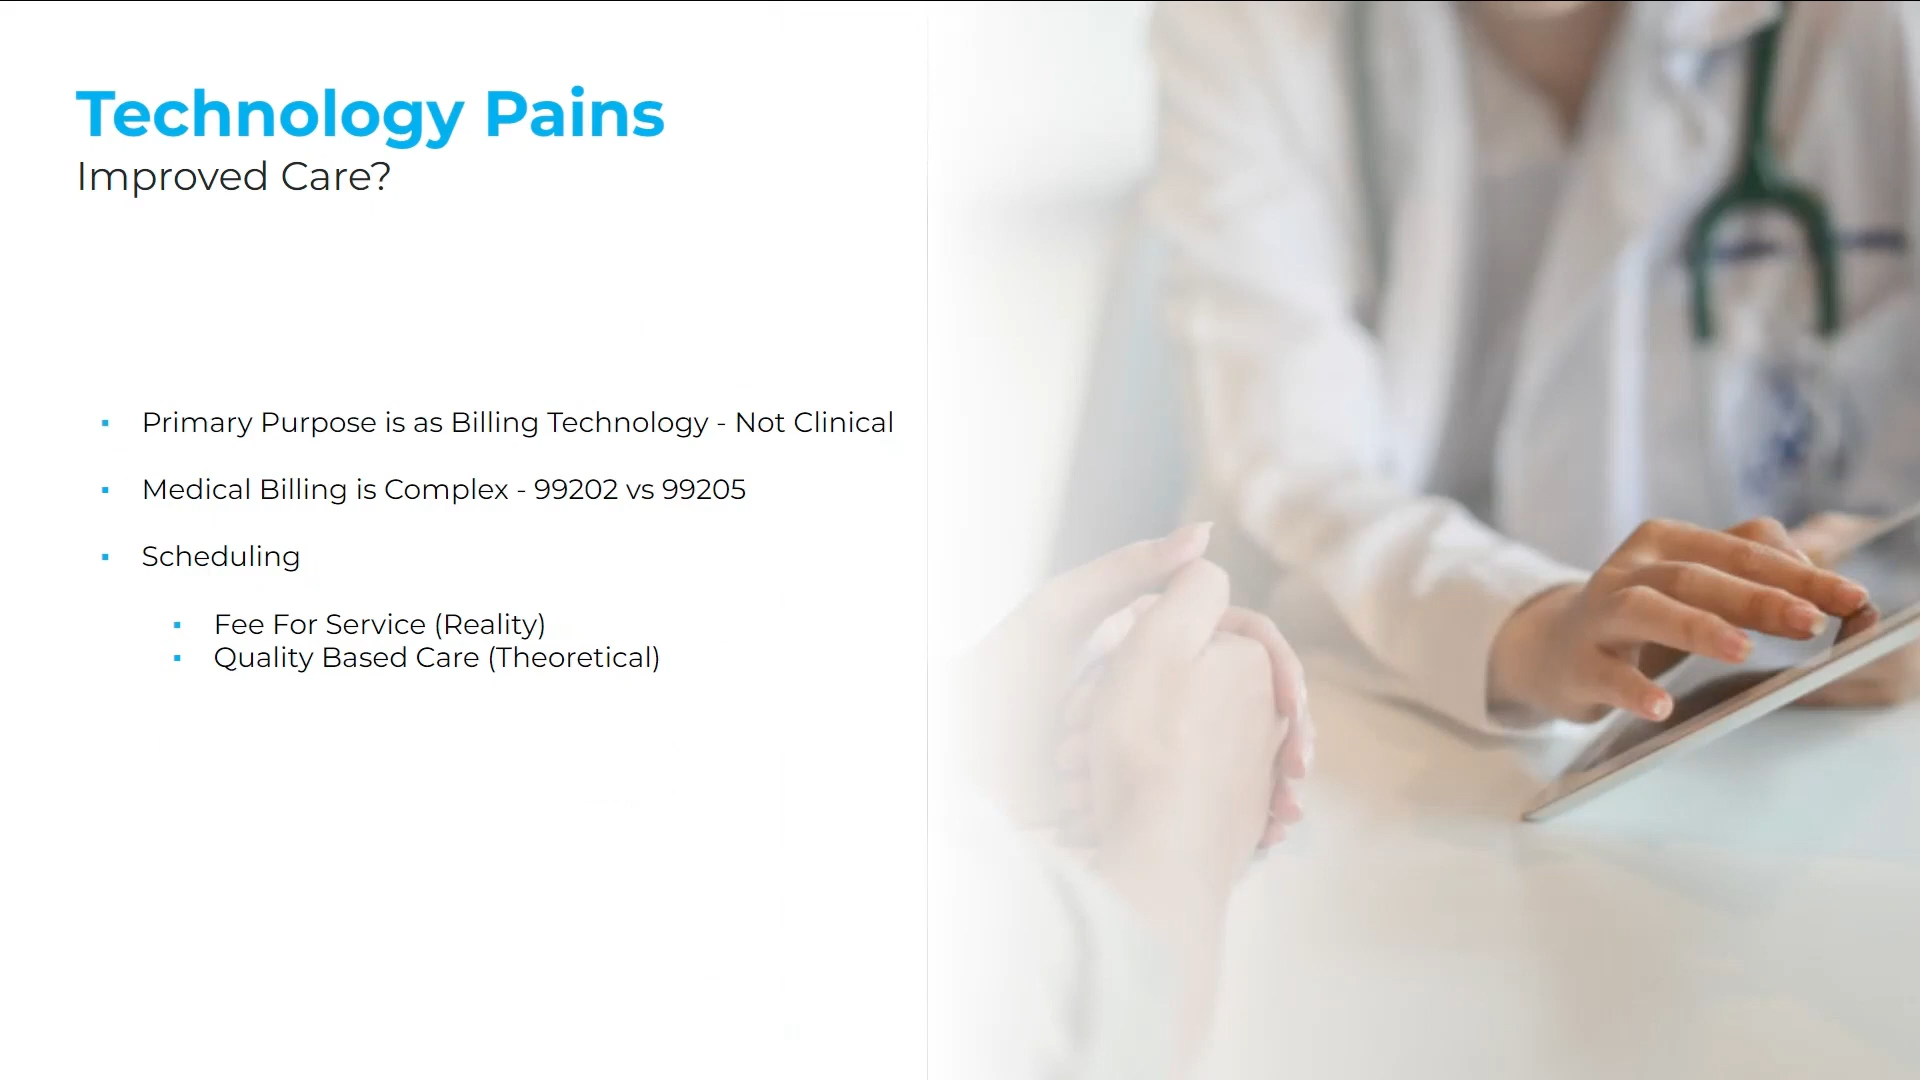 Technology Pains
Improved Care?
▪ Primary Purpose is as Billing Technology - Not Clinical
▪ Medical Billing is Complex - 99202 vs 99205
▪ Scheduling
▪ Fee For Service (Reality)
▪ Quality Based Care (Theoretical)